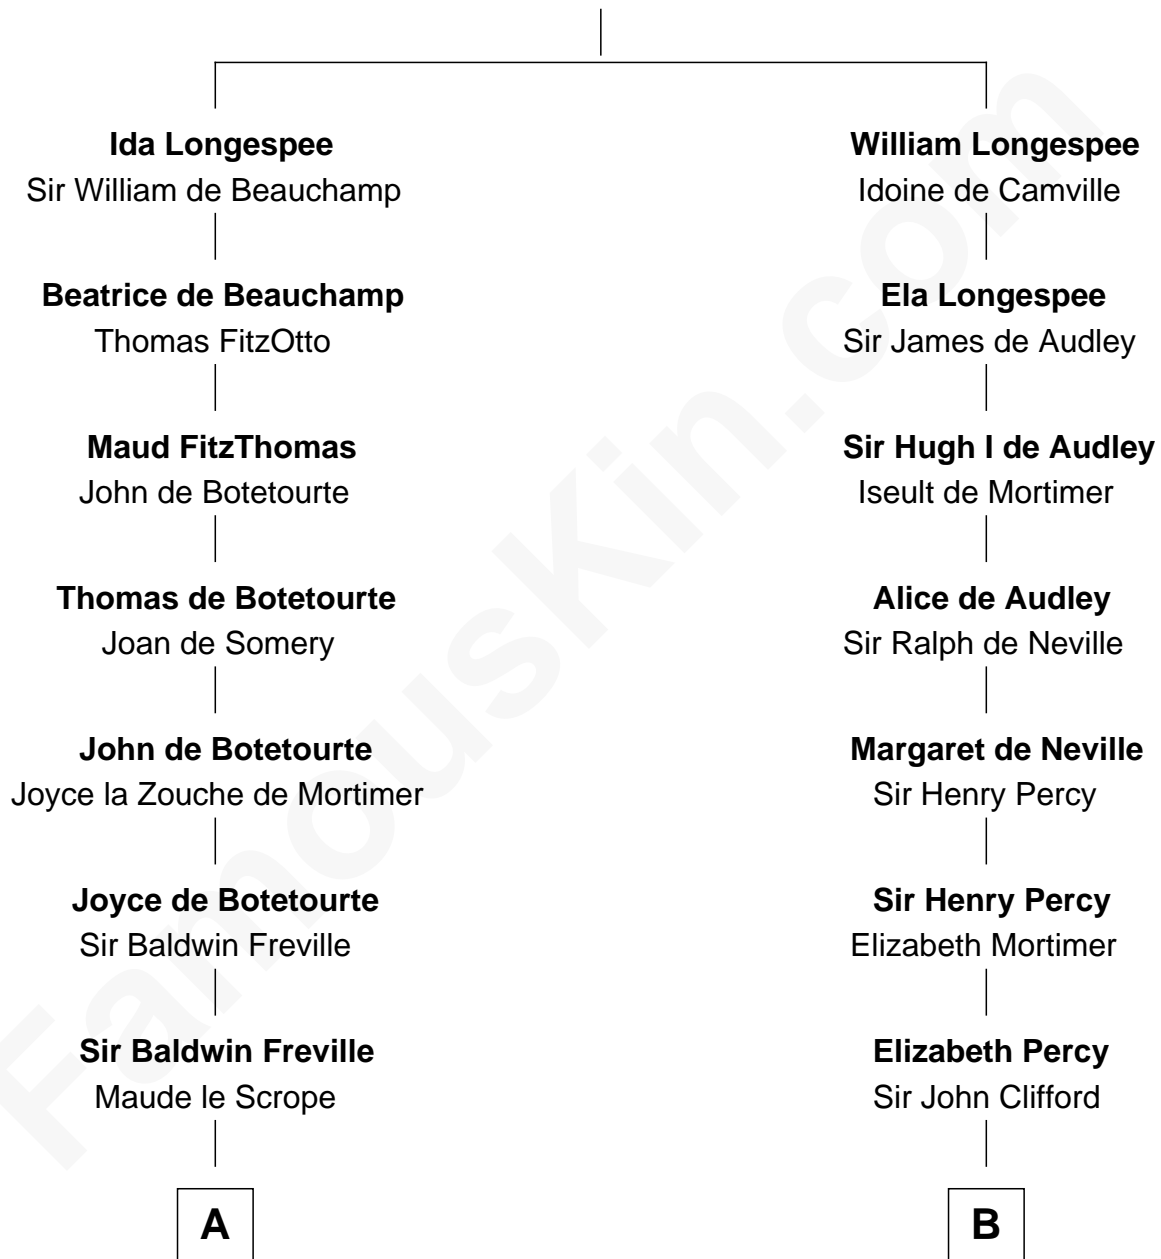 Ida Longespee
Sir William de Beauchamp
Beatrice de Beauchamp
Thomas FitzOtto
Maud FitzThomas
John de Botetourte
Thomas de Botetourte
Joan de Somery
John de Botetourte
Joyce la Zouche de Mortimer
Joyce de Botetourte
Sir Baldwin Freville
Sir Baldwin Freville
Maude le Scrope
A
William Longespee
Idoine de Camville
Ela Longespee
Sir James de Audley
Sir Hugh I de Audley
Iseult de Mortimer
Alice de Audley
Sir Ralph de Neville
Margaret de Neville
Sir Henry Percy
Sir Henry Percy
Elizabeth Mortimer
Elizabeth Percy
Sir John Clifford
B
FamousKin.com